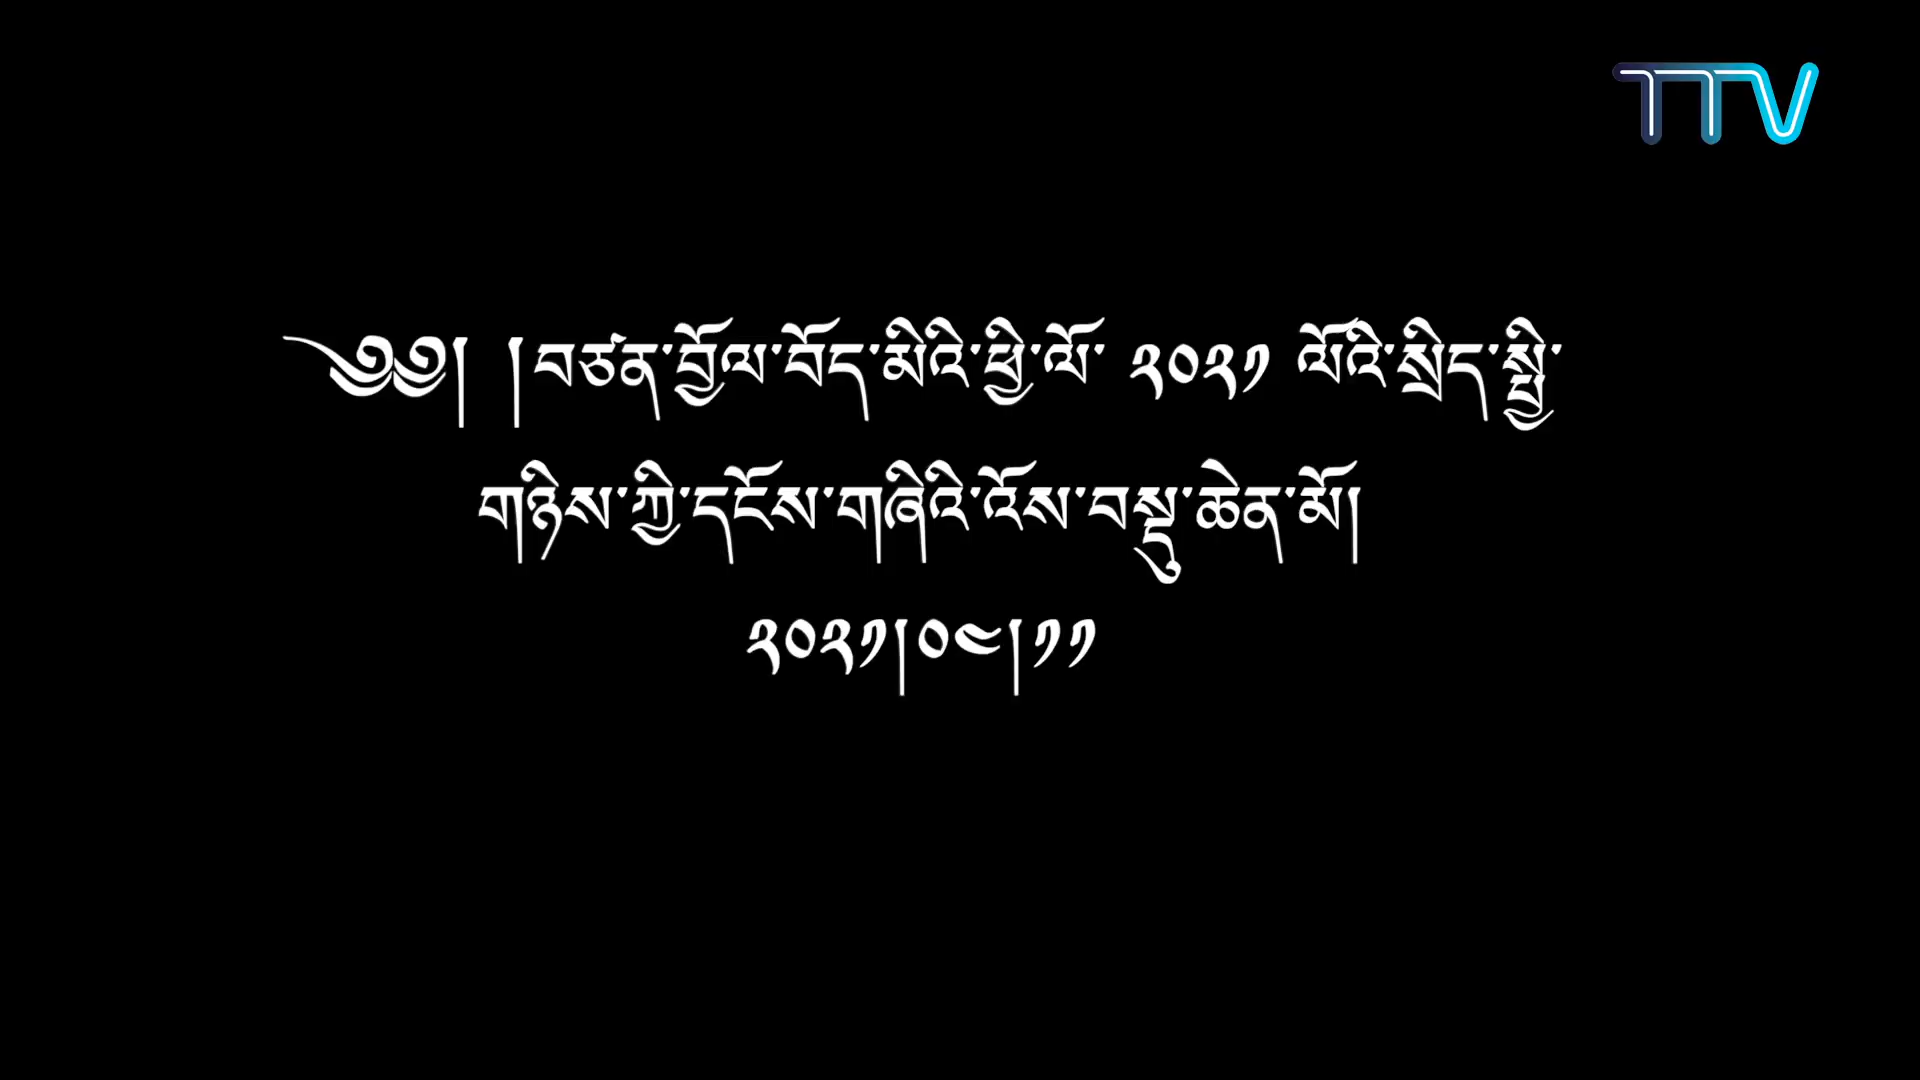 TTV
༄༅། །བཙན་བྱོལ་བོད་མིའི་ཕྱི་ལོ་ ༢༠༢༡ ལོའི་སྲིད་སྤྱི་
གཉིས་ཀྱི་དངོས་གཞིའི་འོས་བསྡུ་ཆེན་མོ།
༢༠༢༡།༠༤།༡༡